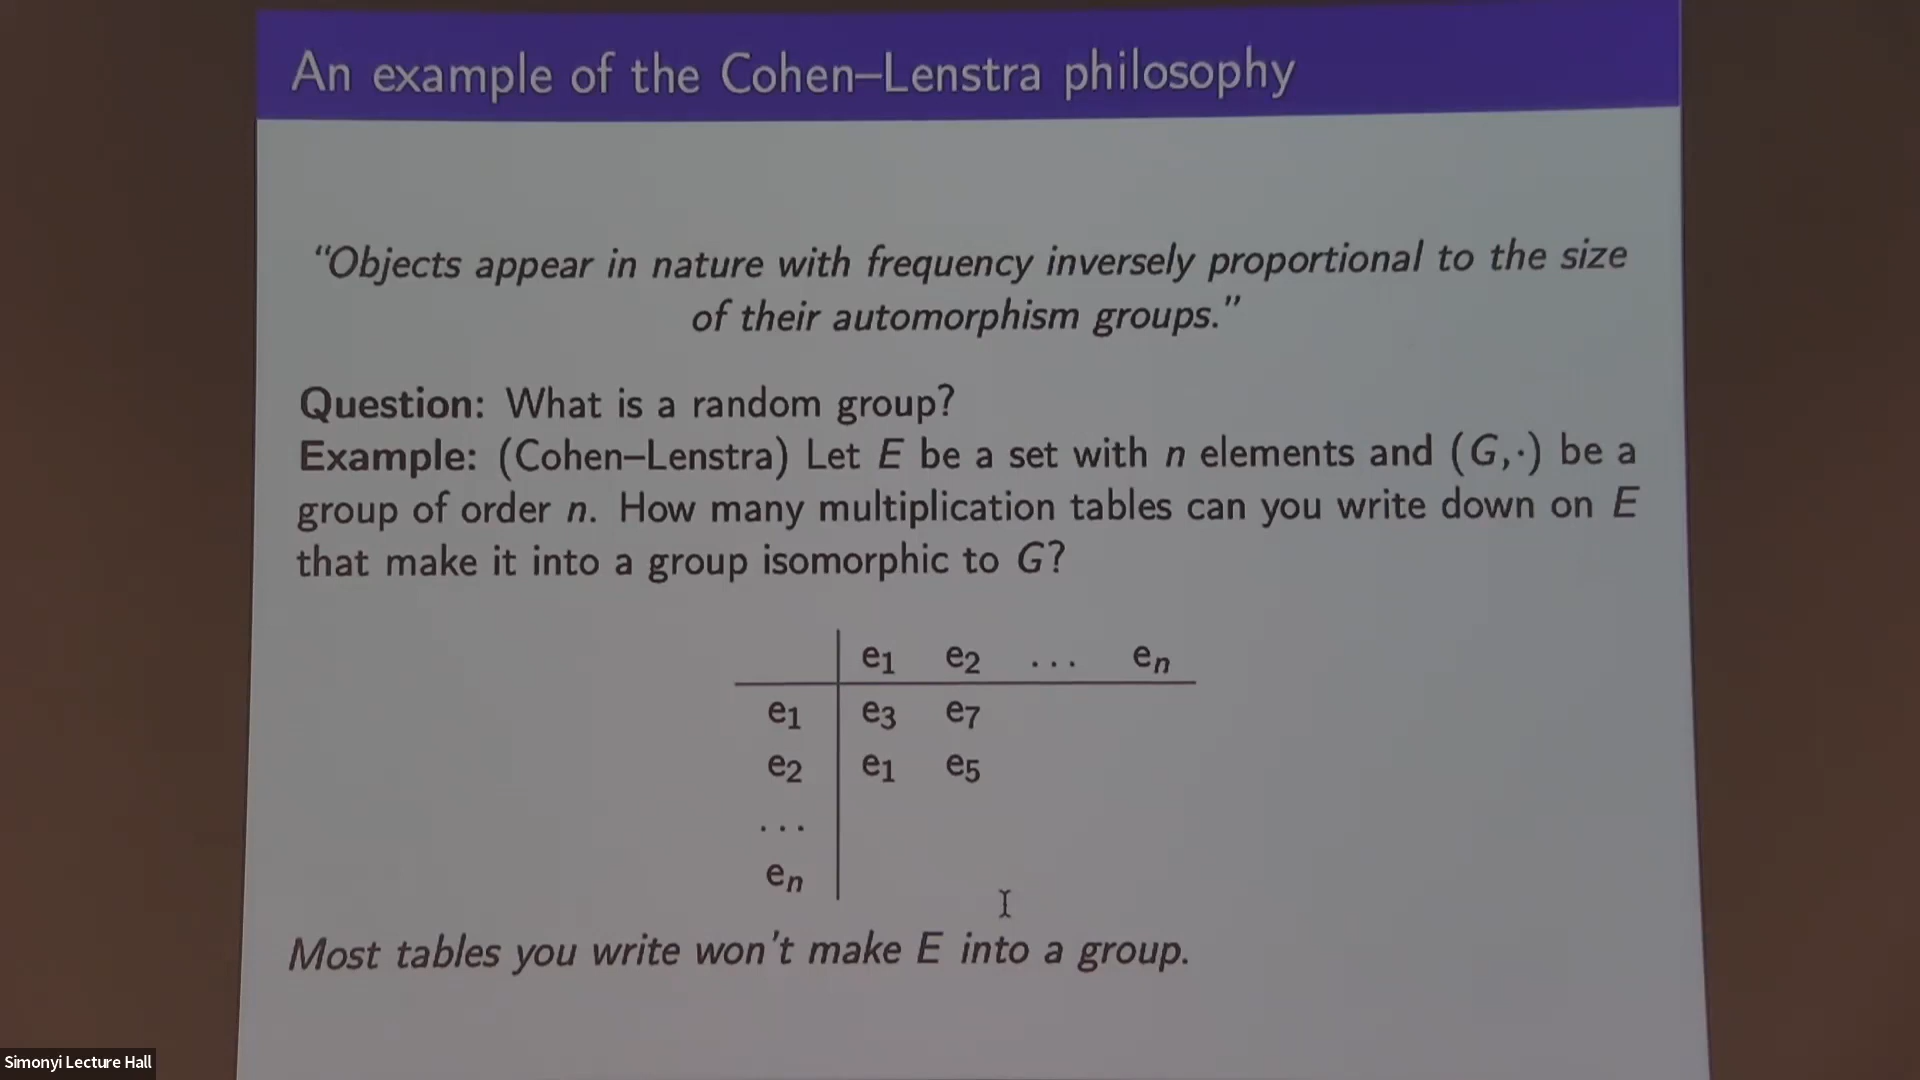 An example of the Cohen–Lenstra philosophy
“Objects appear in nature with frequency inversely proportional to the size
of their automorphism groups.”
Question: What is a random group?
Example: (Cohen–Lenstra) Let E be a set with n elements and (G,·) be a
group of order n. How many multiplication tables can you write down on E
that make it into a group isomorphic to G?
e₁ e₂ ... eₙ
e₁ e₃ e₇
e₂ e₁ e₅
...
eₙ
Most tables you write won't make E into a group.
Simonyi Lecture Hall